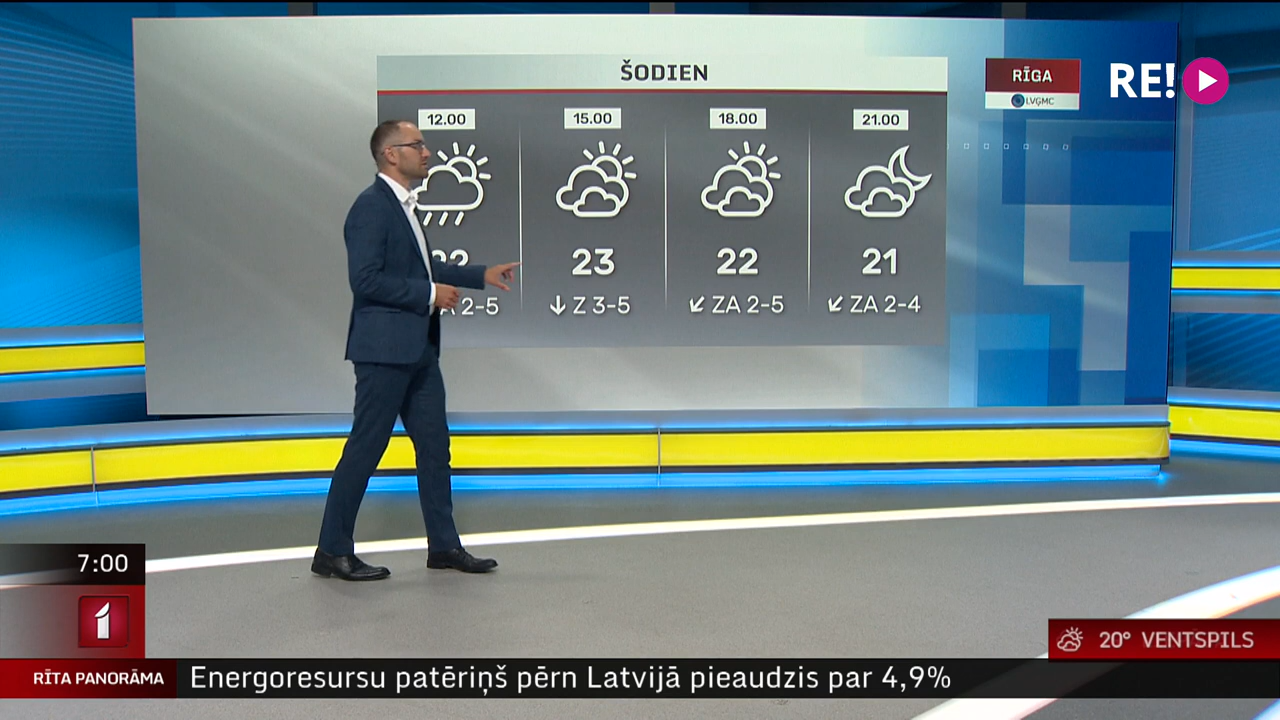 ŠODIEN
RĪGA
LVĢMC
RE!
12.00
15.00
18.00
21.00
23
22
21
2-5
Z 3-5
ZA 2-5
ZA 2-4
7:00
1
20° VENTSPILS
RĪTA PANORĀMA
Energoresursu patēriņš pērn Latvijā pieaudzis par 4,9%